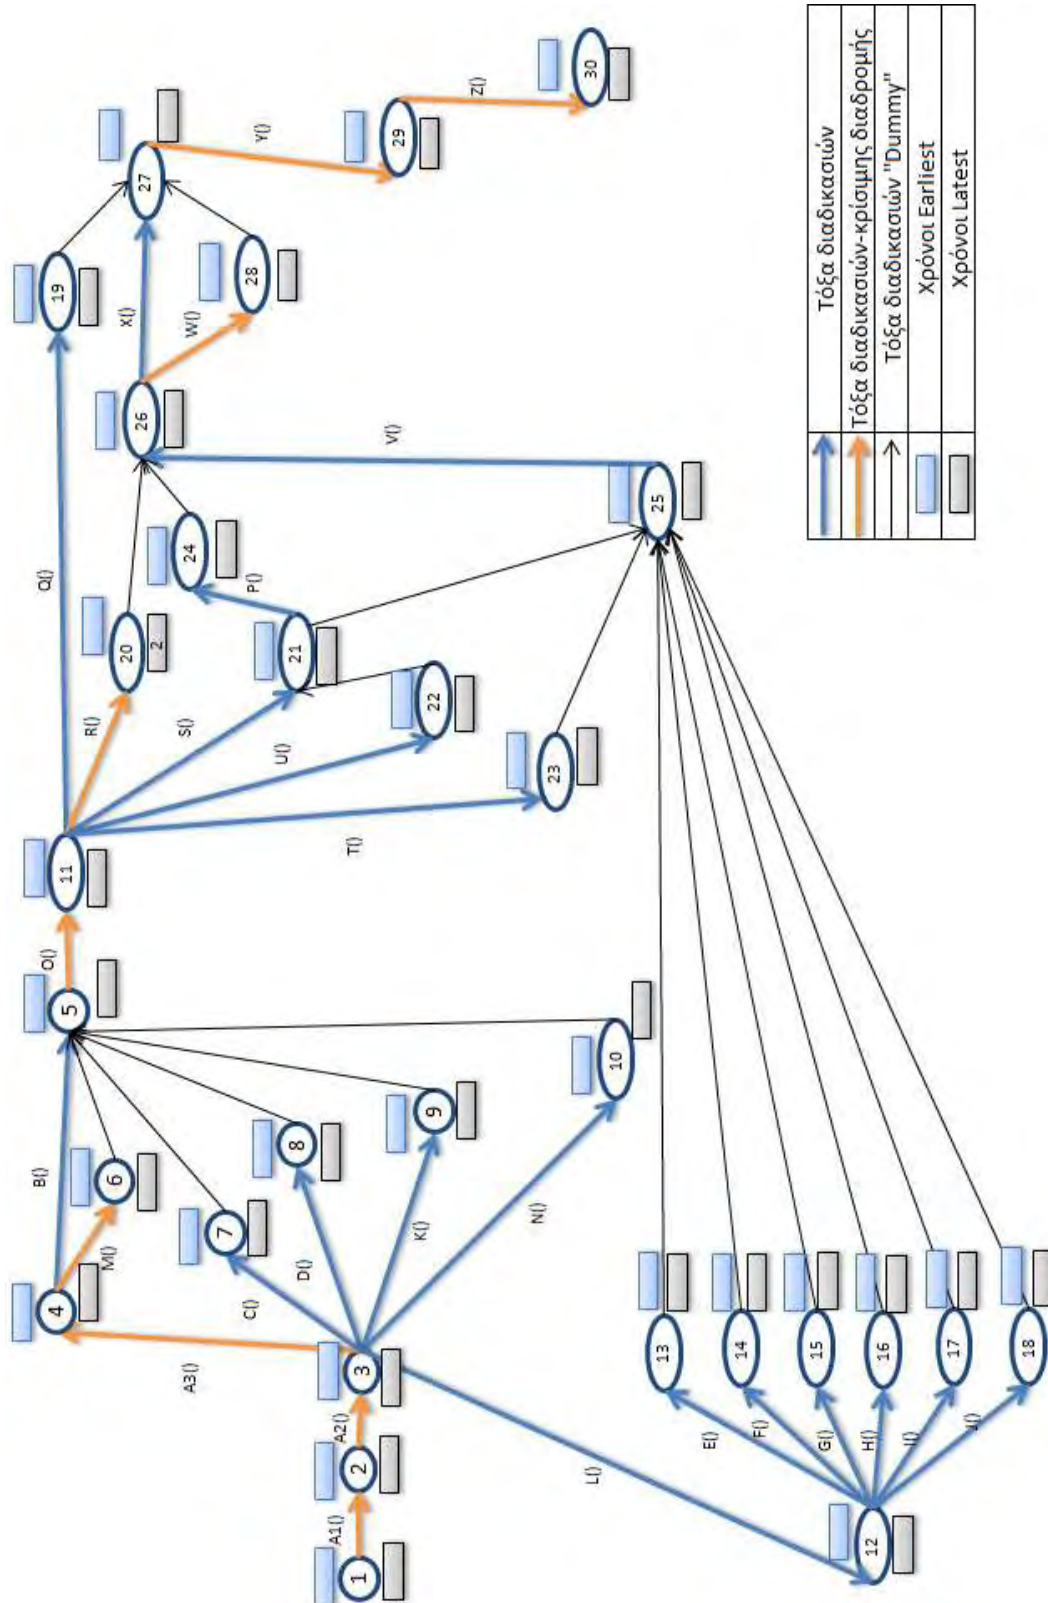 1
A1()
2
A2()
3
A3()
4
M()
6
B()
5
O()
11
C()
7
D()
8
K()
9
N()
10
L()
12
E()
13
F()
14
G()
15
H()
16
I()
17
J()
18
Q()
19
R()
20
2
S()
21
U()
22
T()
23
P()
24
V()
25
26
X()
27
W()
28
Y()
29
Z()
30
Τόξα διαδικασιών
Τόξα διαδικασιών-κρίσιμης διαδρομής
Τόξα διαδικασιών "Dummy"
Χρόνοι Earliest
Χρόνοι Latest